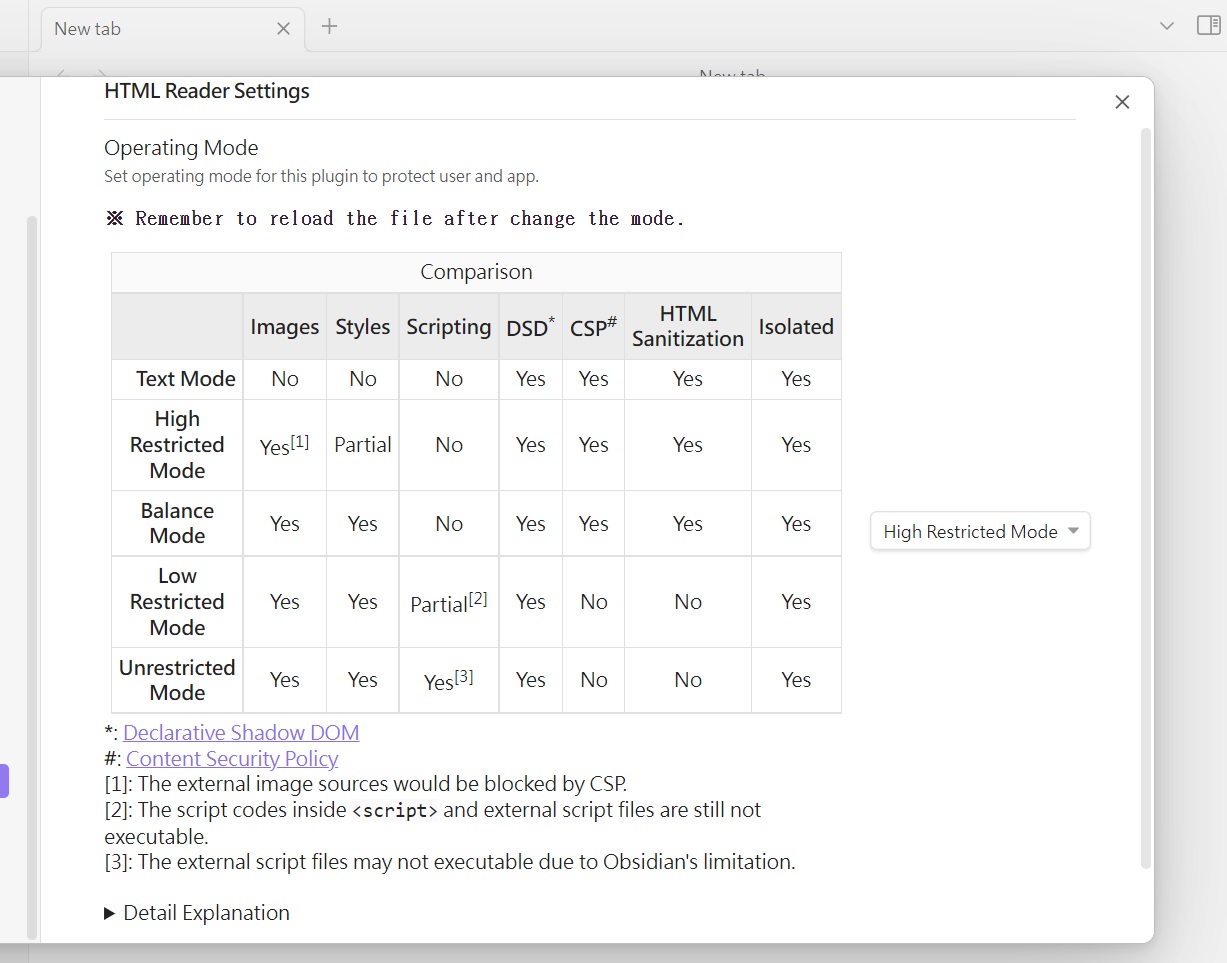 New tab
New tab
HTML Reader Settings
Operating Mode
Set operating mode for this plugin to protect user and app.
※ Remember to reload the file after change the mode.
Comparison
Images Styles Scripting DSD* CSP# HTML Sanitization Isolated
Text Mode No No No Yes Yes Yes Yes
High Restricted Mode Yes[1] Partial No Yes Yes Yes Yes
Balance Mode Yes Yes No Yes Yes Yes Yes
Low Restricted Mode Yes Yes Partial[2] Yes No No Yes
Unrestricted Mode Yes Yes Yes[3] Yes No No Yes
High Restricted Mode
*: Declarative Shadow DOM
#: Content Security Policy
[1]: The external image sources would be blocked by CSP.
[2]: The script codes inside <script> and external script files are still not
executable.
[3]: The external script files may not executable due to Obsidian's limitation.
▶ Detail Explanation